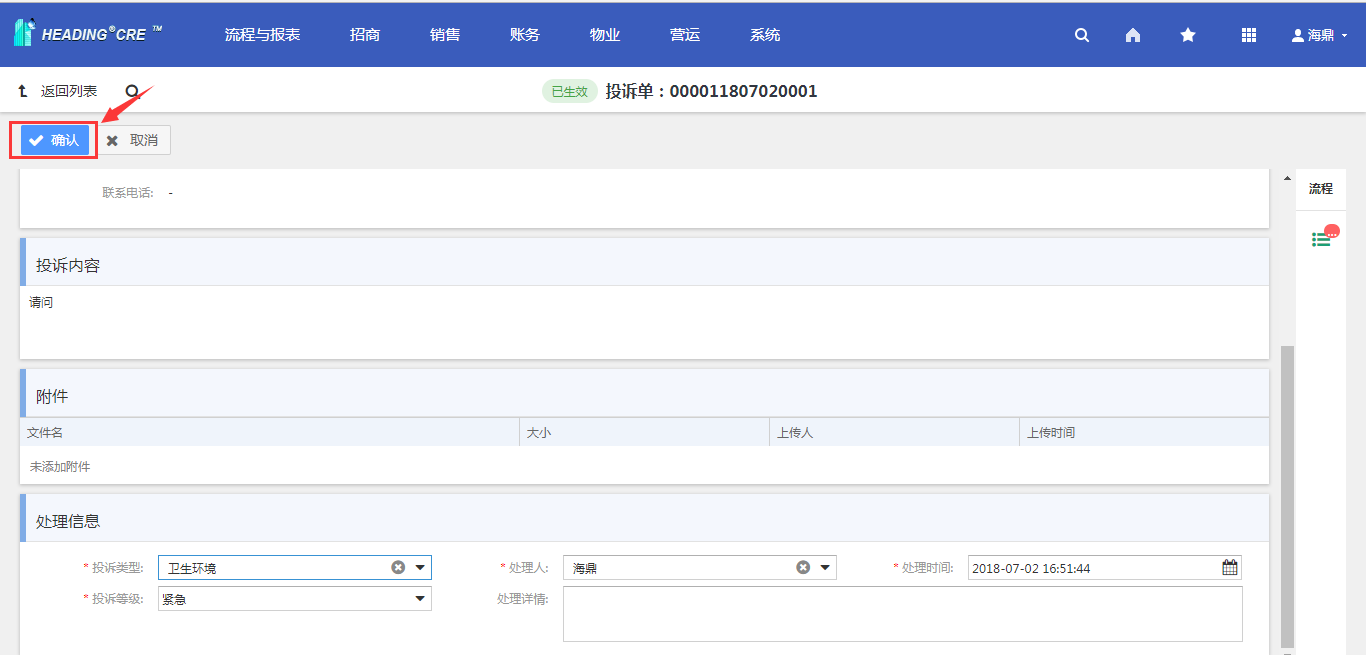 HEADING®CRE ™ 流程与报表 招商 销售 账务 物业 营运 系统 海鼎
返回列表 已生效 投诉单：000011807020001
确认 取消
流程
联系电话: -
投诉内容
请问
附件
文件名 大小 上传人 上传时间
未添加附件
处理信息
* 投诉类型: 卫生环境 * 处理人: 海鼎 * 处理时间: 2018-07-02 16:51:44
* 投诉等级: 紧急 处理详情: